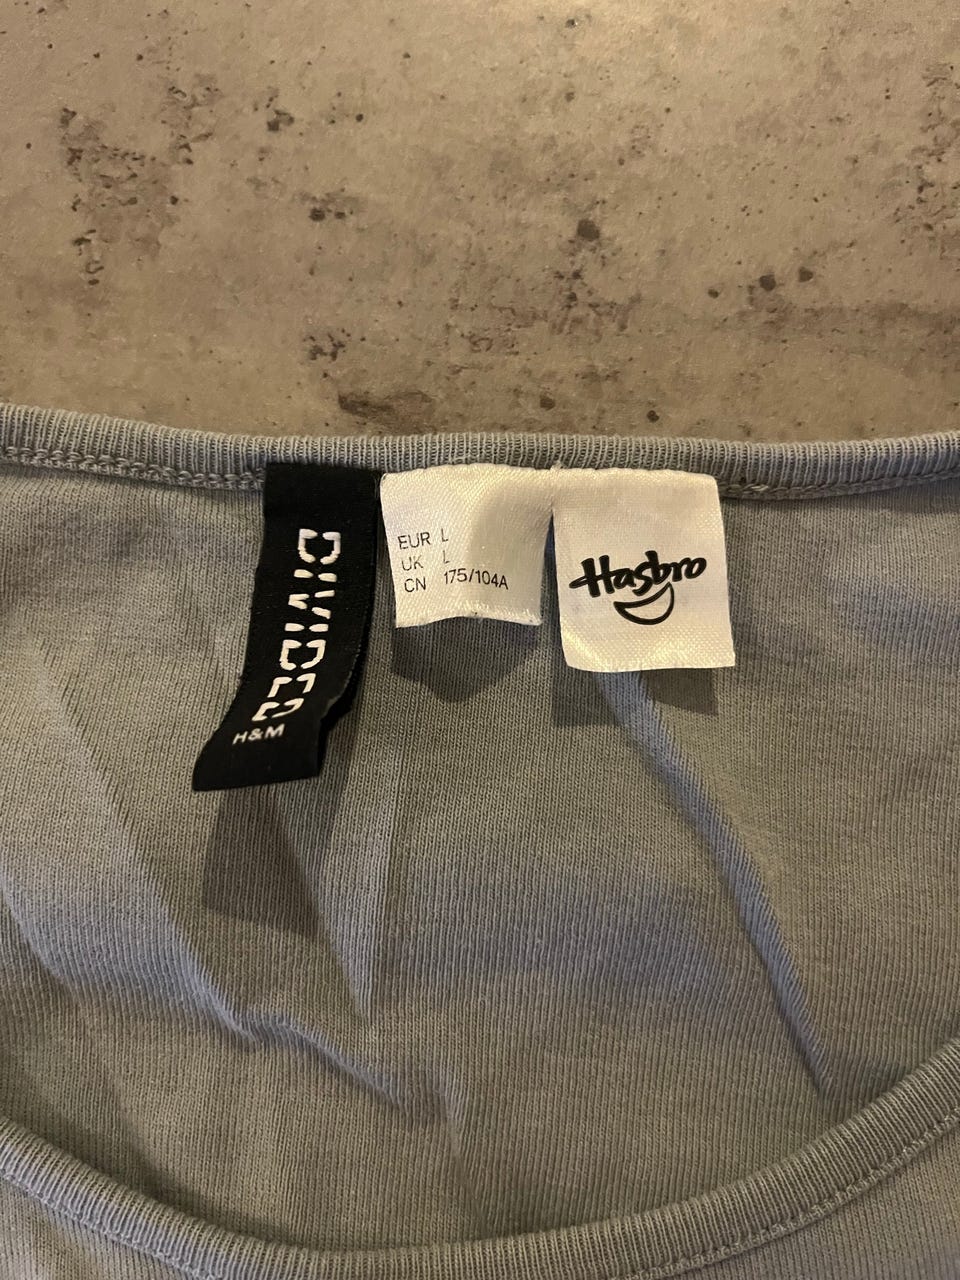 DIVIDED
H&M
EUR L
UK L
CN 175/104A
Hasbro